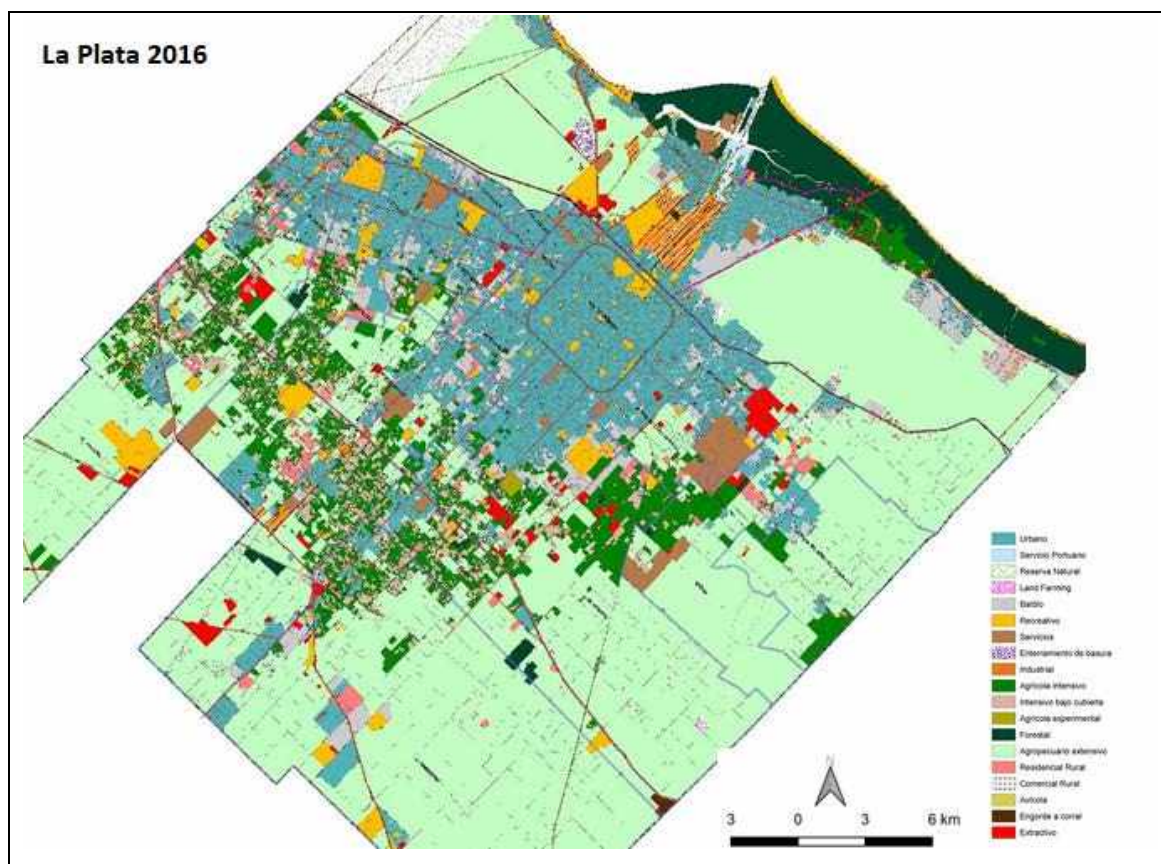 La Plata 2016
Urbano
Servicio Portuario
Reserva Natural
Land Farming
Baldío
Recreativo
Servicios
Enterramiento de basura
Industrial
Agrícola intensivo
Intensivo bajo cubierta
Agrícola experimental
Forestal
Agropecuario extensivo
Residencial Rural
Comercial Rural
Avícola
Engorde a corral
Extractivo
N
3 0 3 6 km